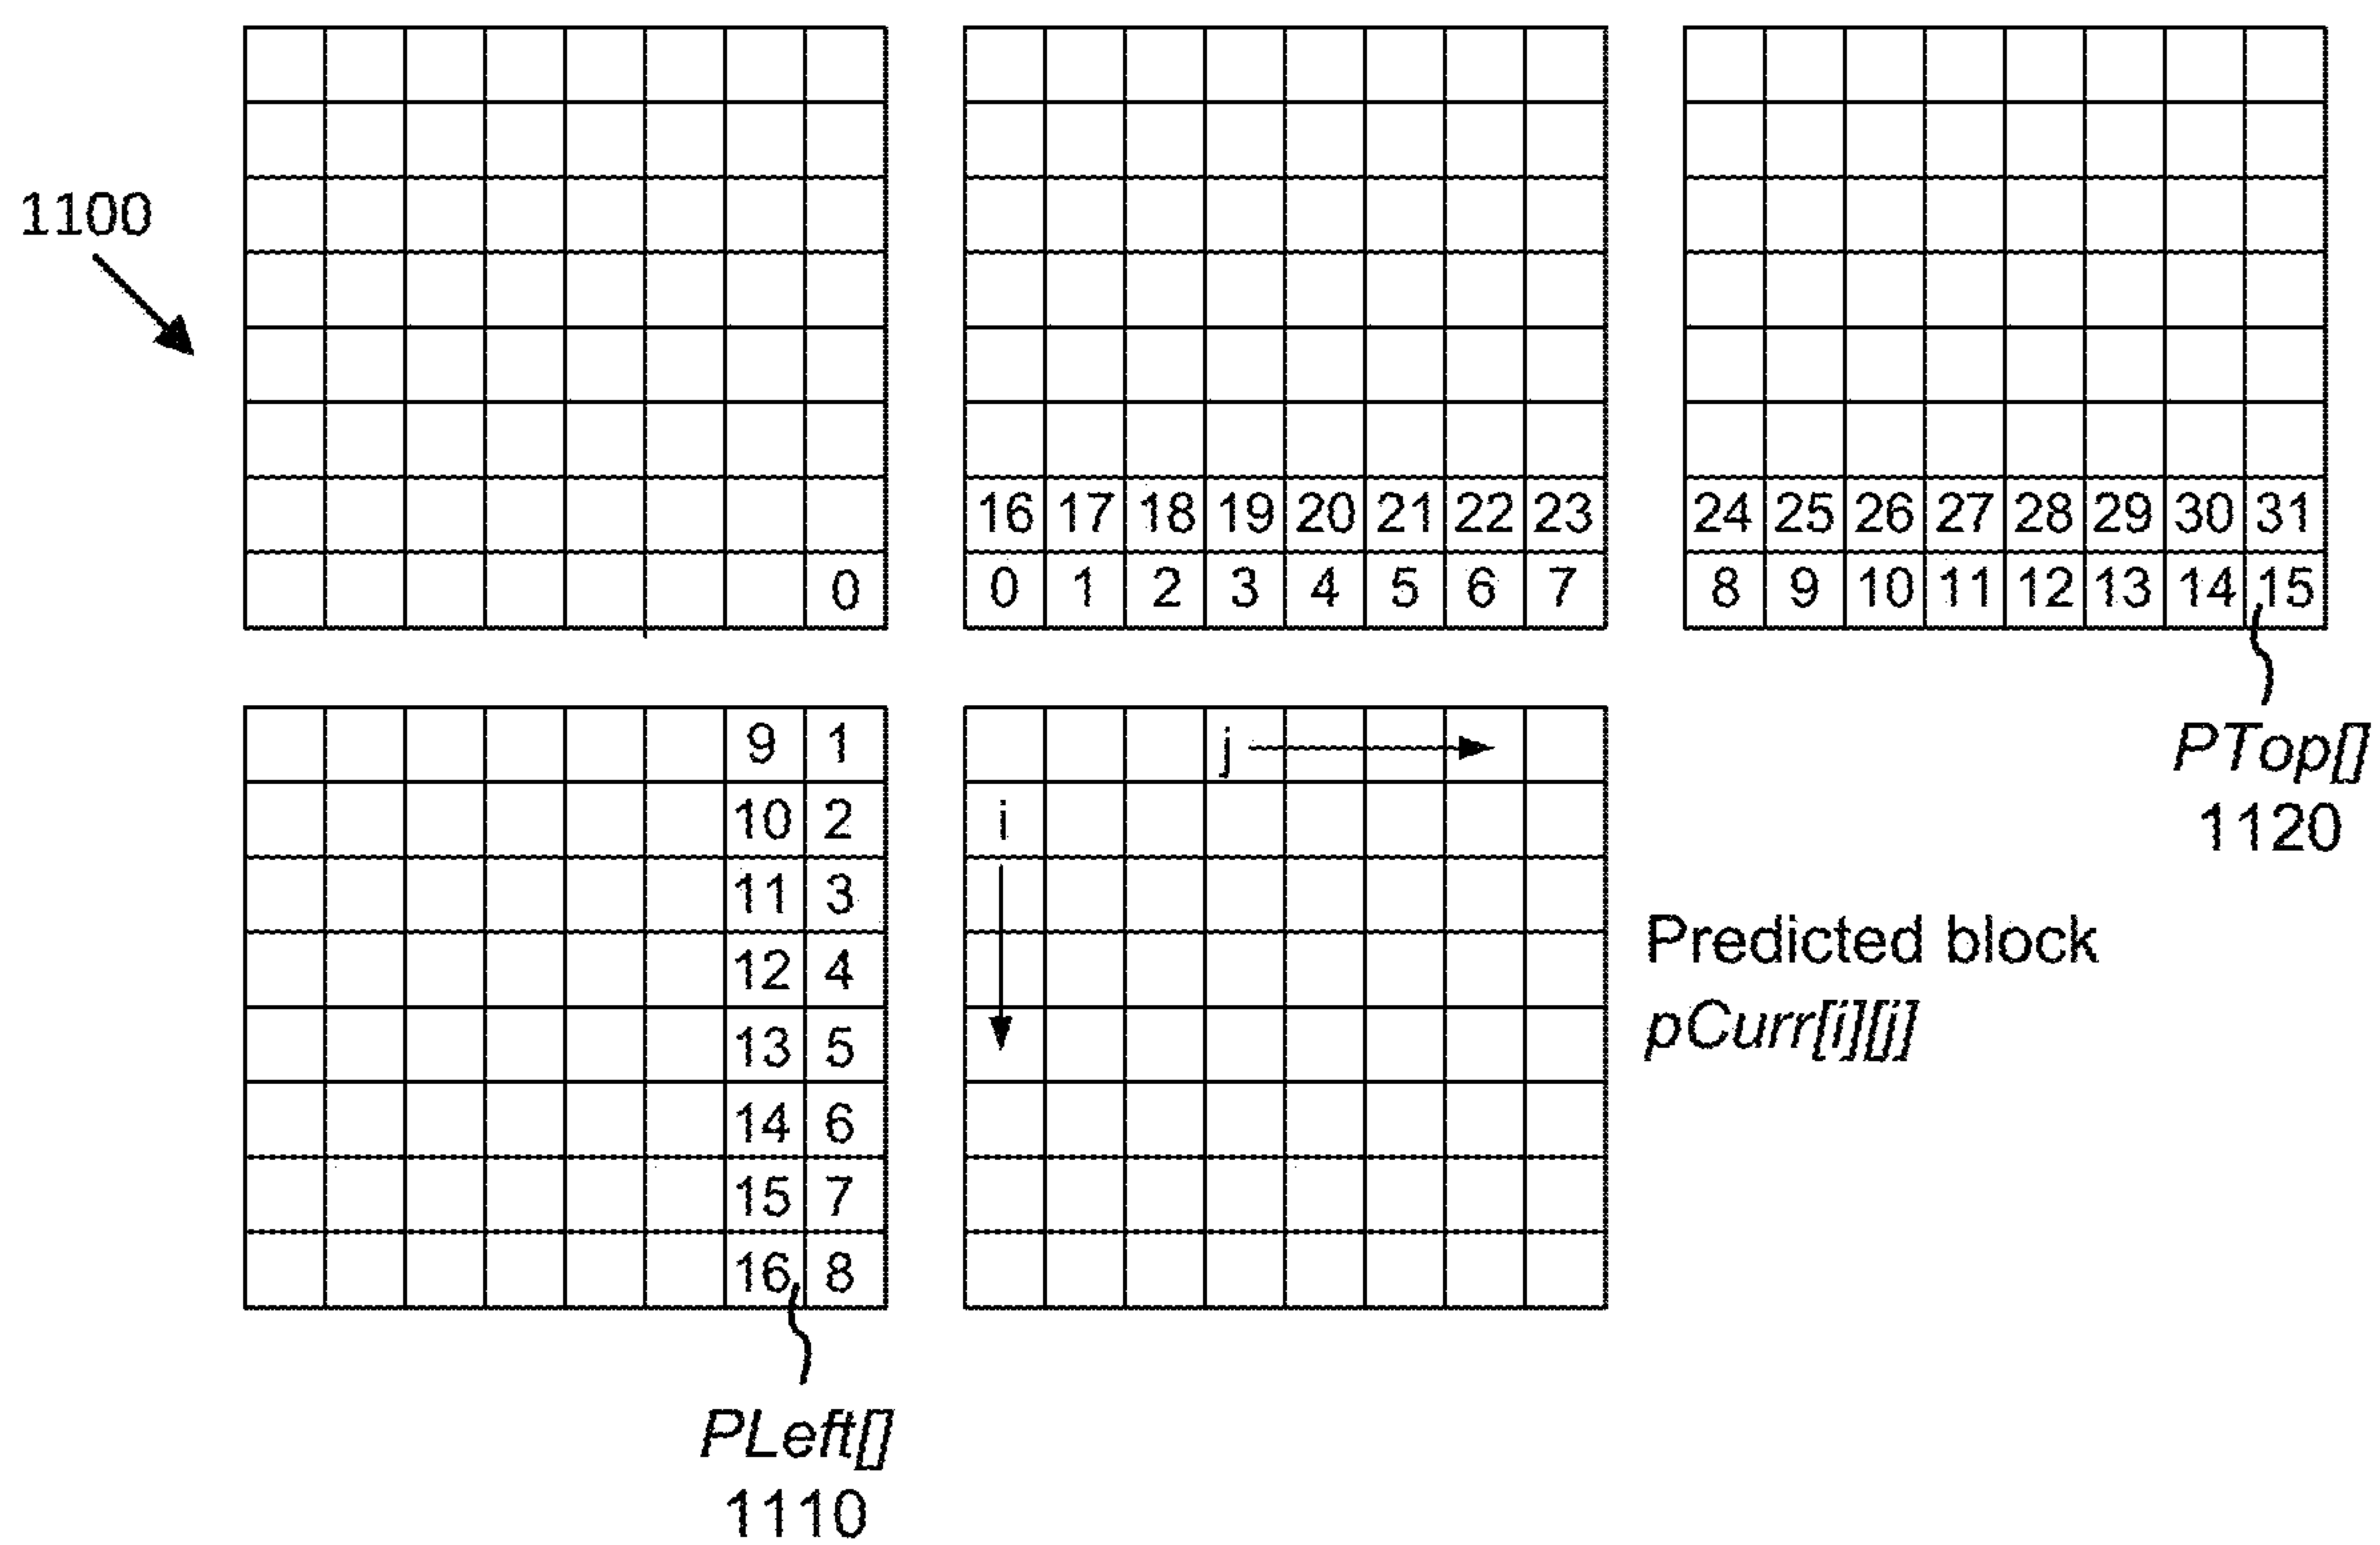 1100
16 17 18 19 20 21 22 23
24 25 26 27 28 29 30 31
0
0 1 2 3 4 5 6 7
8 9 10 11 12 13 14 15
PTop[]
1120
9 1
10 2
11 3
12 4
13 5
14 6
15 7
16 8
j
i
Predicted block
pCurr[i][j]
PLeft[]
1110